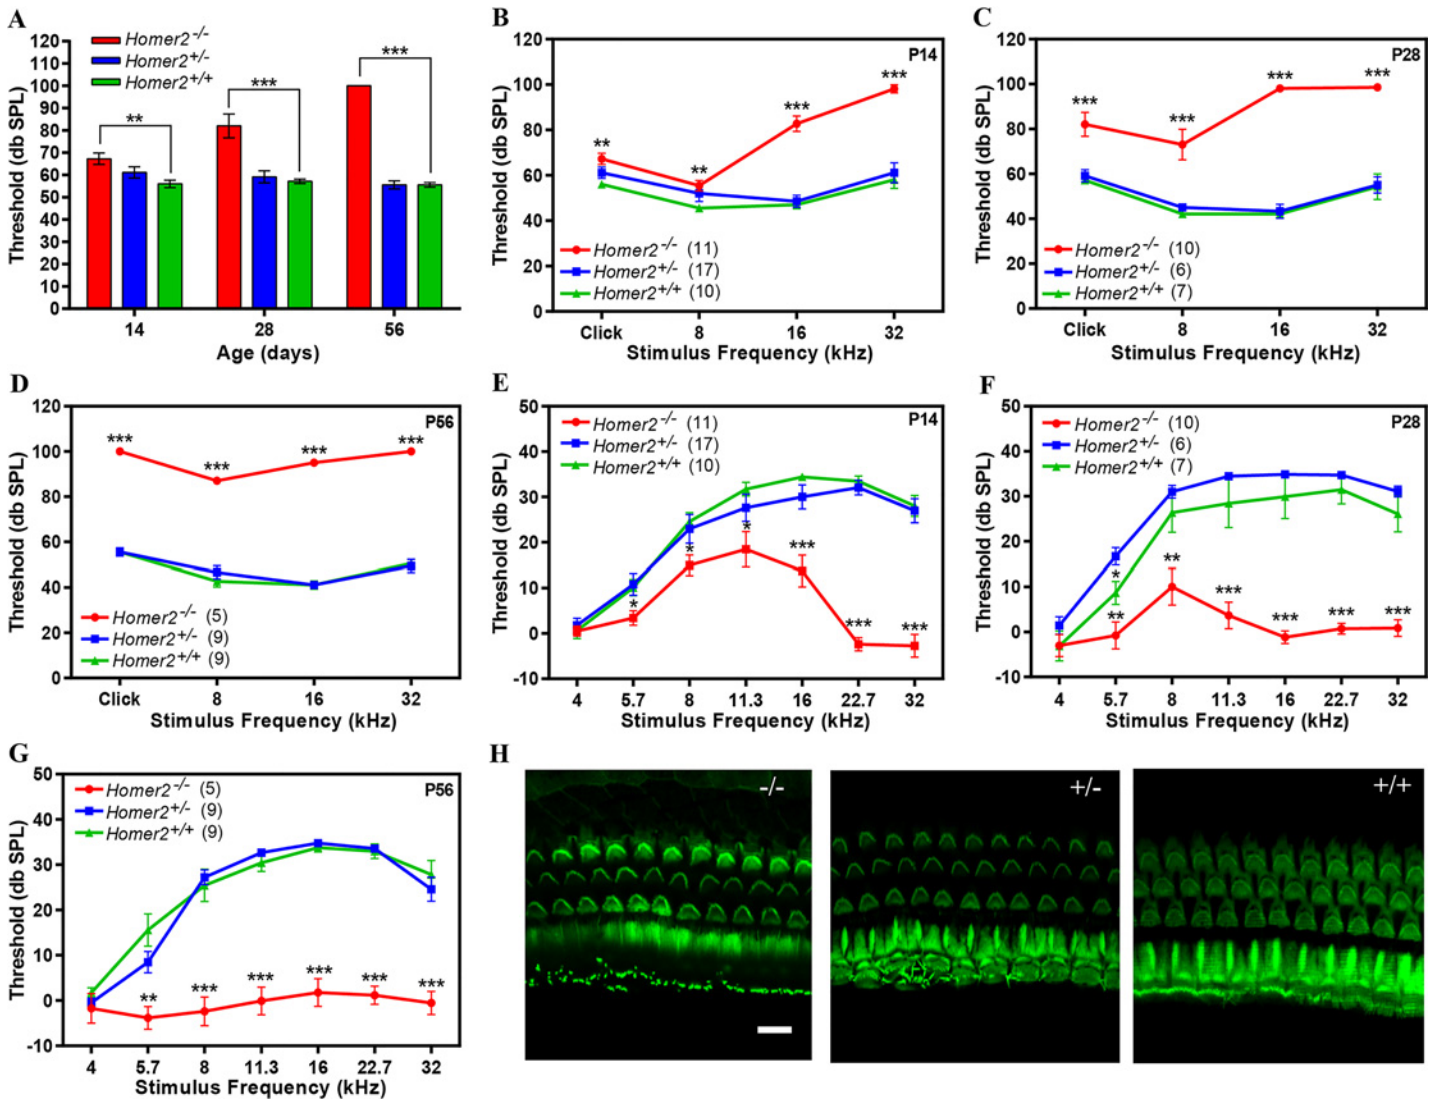 A
Homer2-/-
Homer2+/-
Homer2+/+
Threshold (db SPL)
120
110
100
90
80
70
60
50
40
30
20
10
0
**
***
***
14 28 56
Age (days)
B
P14
Threshold (db SPL)
120
100
80
60
40
20
0
** ** *** ***
Homer2-/- (11)
Homer2+/- (17)
Homer2+/+ (10)
Click 8 16 32
Stimulus Frequency (kHz)
C
P28
Threshold (db SPL)
120
100
80
60
40
20
0
*** *** *** ***
Homer2-/- (10)
Homer2+/- (6)
Homer2+/+ (7)
Click 8 16 32
Stimulus Frequency (kHz)
D
P56
Threshold (db SPL)
120
100
80
60
40
20
0
*** *** *** ***
Homer2-/- (5)
Homer2+/- (9)
Homer2+/+ (9)
Click 8 16 32
Stimulus Frequency (kHz)
E
P14
Homer2-/- (11)
Homer2+/- (17)
Homer2+/+ (10)
Threshold (db SPL)
50
40
30
20
10
0
-10
* * * *** *** ***
4 5.7 8 11.3 16 22.7 32
Stimulus Frequency (kHz)
F
P28
Homer2-/- (10)
Homer2+/- (6)
Homer2+/+ (7)
Threshold (db SPL)
50
40
30
20
10
0
-10
* ** ** *** *** *** ***
4 5.7 8 11.3 16 22.7 32
Stimulus Frequency (kHz)
G
P56
Homer2-/- (5)
Homer2+/- (9)
Homer2+/+ (9)
Threshold (db SPL)
50
40
30
20
10
0
-10
** *** *** *** *** ***
4 5.7 8 11.3 16 22.7 32
Stimulus Frequency (kHz)
H
-/-
+/-
+/+